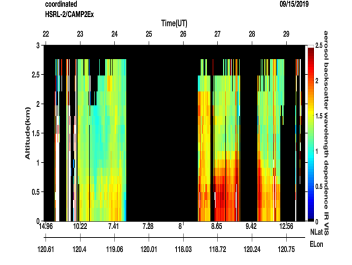 coordinated
09/15/2019
HSRL-2/CAMP2Ex
Time(UT)
22 23 24 25 26 27 28 29
Altitude(km)
3
2.5
2
1.5
1
0.5
0
2.5
2
1.5
1
0.5
0
aerosol backscatter wavelength dependence IR VIS
14.96 10.22 7.41 7.28 8 8.65 9.42 12.56
NLat
ELon
120.61 120.4 119.06 120.01 118.03 118.72 120.24 120.75